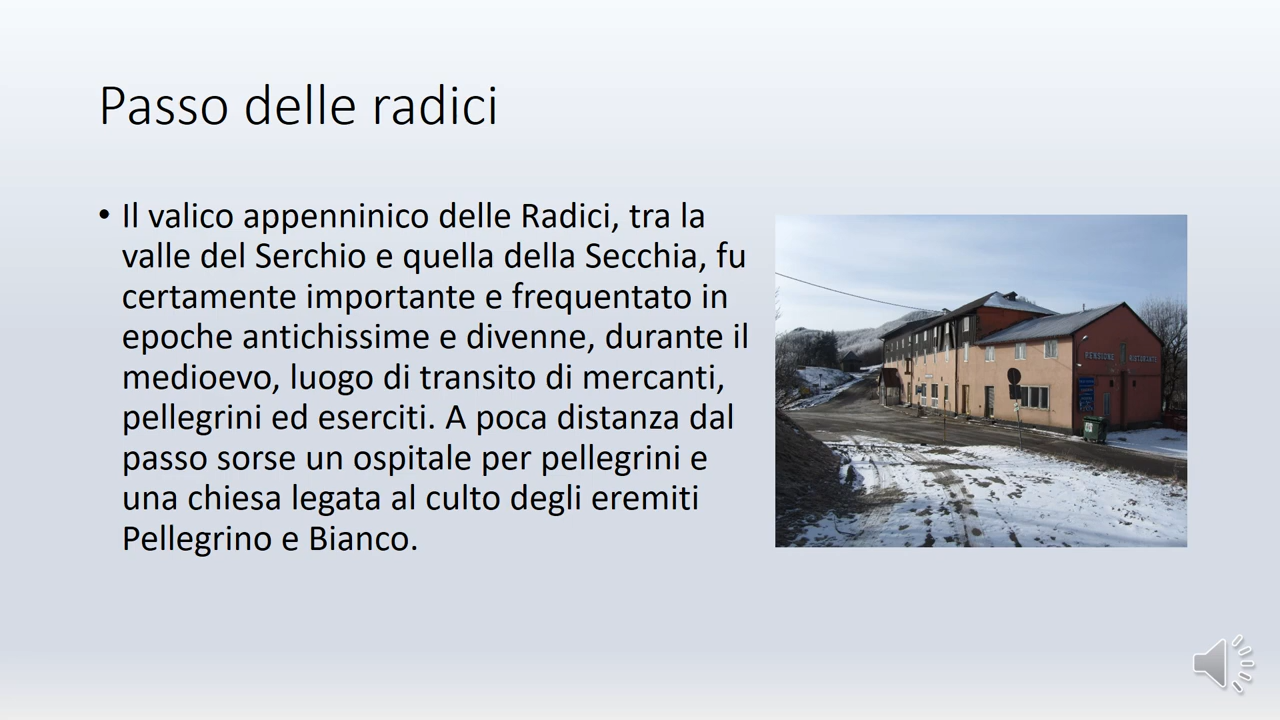 Passo delle radici
• Il valico appenninico delle Radici, tra la
valle del Serchio e quella della Secchia, fu
certamente importante e frequentato in
epoche antichissime e divenne, durante il
medioevo, luogo di transito di mercanti,
pellegrini ed eserciti. A poca distanza dal
passo sorse un ospitale per pellegrini e
una chiesa legata al culto degli eremiti
Pellegrino e Bianco.
PENSIONE RISTORANTE